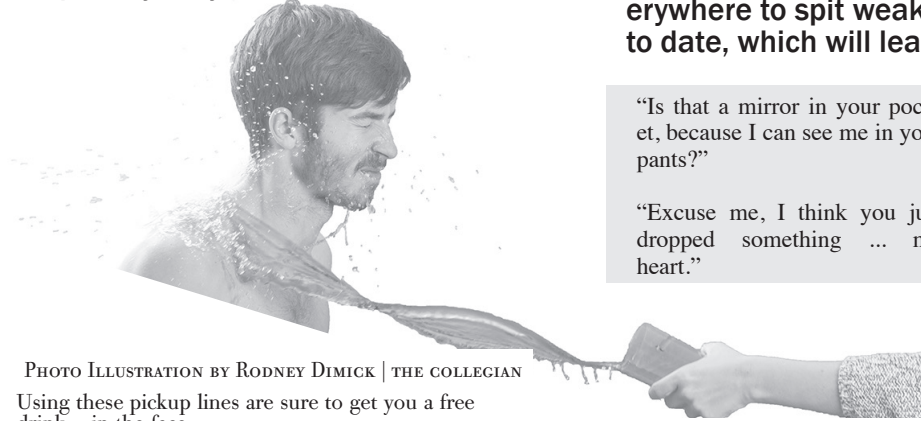 erywhere to spit weak
to date, which will lea
“Is that a mirror in your poc
et, because I can see me in yo
pants?”
“Excuse me, I think you ju
dropped something ... m
heart.”
Photo Illustration by Rodney Dimick | the collegian
Using these pickup lines are sure to get you a free